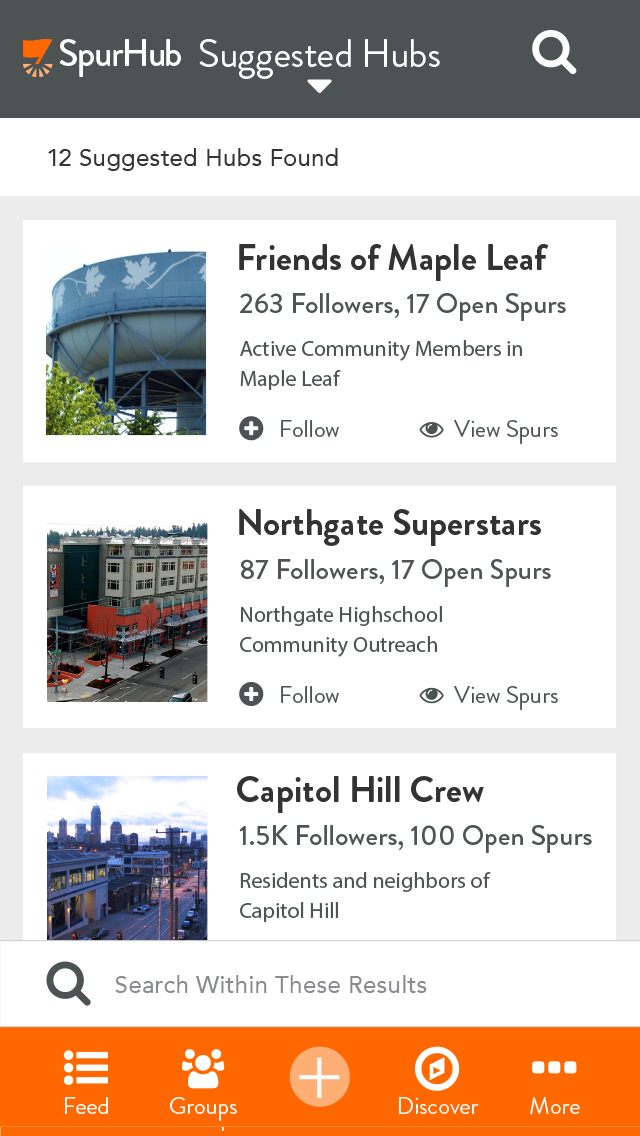 SpurHub Suggested Hubs
12 Suggested Hubs Found
Friends of Maple Leaf
263 Followers, 17 Open Spurs
Active Community Members in
Maple Leaf
Follow View Spurs
Northgate Superstars
87 Followers, 17 Open Spurs
Northgate Highschool
Community Outreach
Follow View Spurs
Capitol Hill Crew
1.5K Followers, 100 Open Spurs
Residents and neighbors of
Capitol Hill
Search Within These Results
Feed Groups Discover More